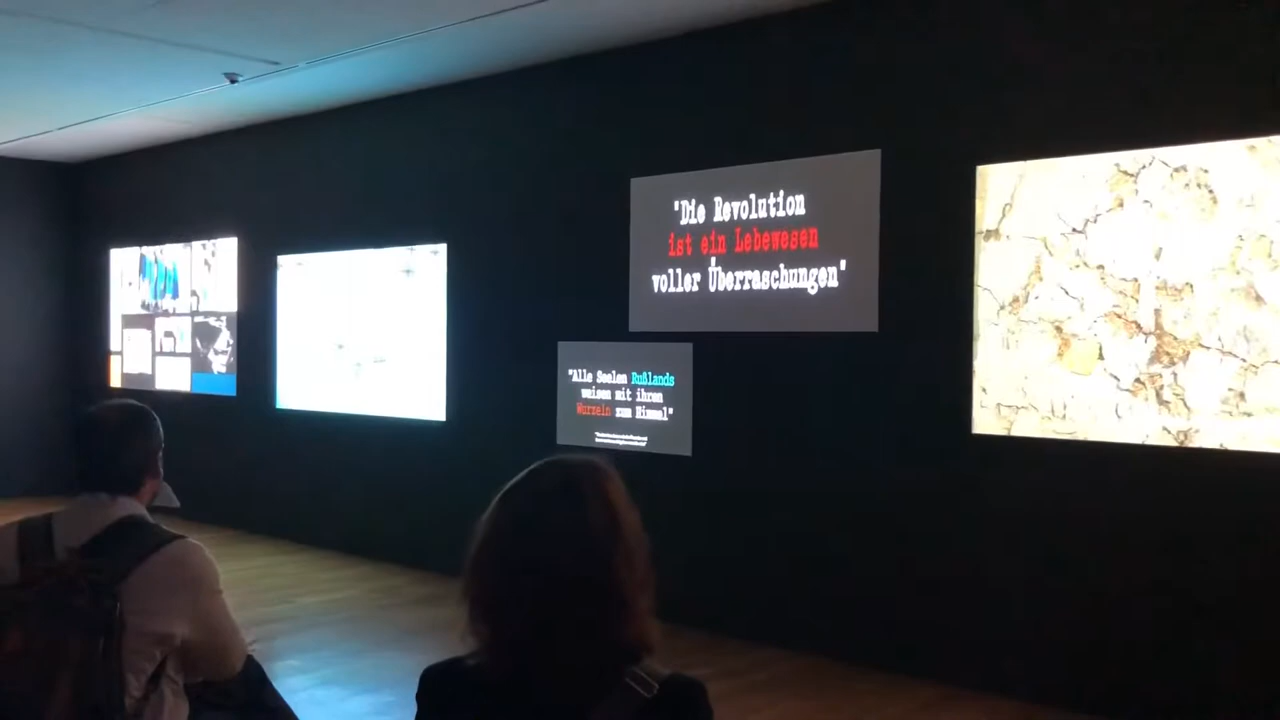 "Die Revolution
ist ein Lebewesen
voller Überraschungen"
"Alle Seelen Rußlands
weisen mit ihren
Wurzeln zum Himmel"